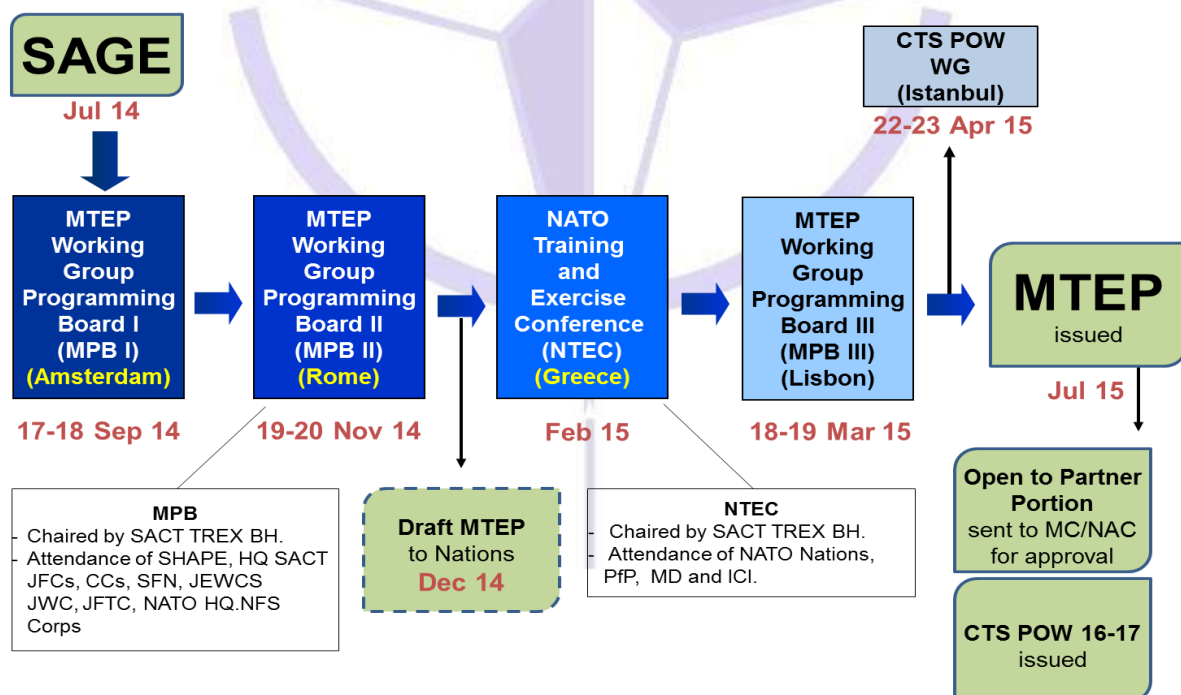 SAGE
Jul 14
CTS POW
WG
(Istanbul)
22-23 Apr 15
MTEP
Working
Group
Programming
Board I
(MPB I)
(Amsterdam)
17-18 Sep 14
MTEP
Working
Group
Programming
Board II
(MPB II)
(Rome)
19-20 Nov 14
NATO
Training
and
Exercise
Conference
(NTEC)
(Greece)
Feb 15
MTEP
Working
Group
Programming
Board III
(MPB III)
(Lisbon)
18-19 Mar 15
MTEP
issued
Jul 15
MPB
- Chaired by SACT TREX BH.
- Attendance of SHAPE, HQ SACT
JFCs, CCs, SFN, JEWCS
JWC, JFTC, NATO HQ.NFS
Corps
Draft MTEP
to Nations
Dec 14
NTEC
- Chaired by SACT TREX BH.
- Attendance of NATO Nations,
PfP, MD and ICI.
Open to Partner
Portion
sent to MC/NAC
for approval
CTS POW 16-17
issued